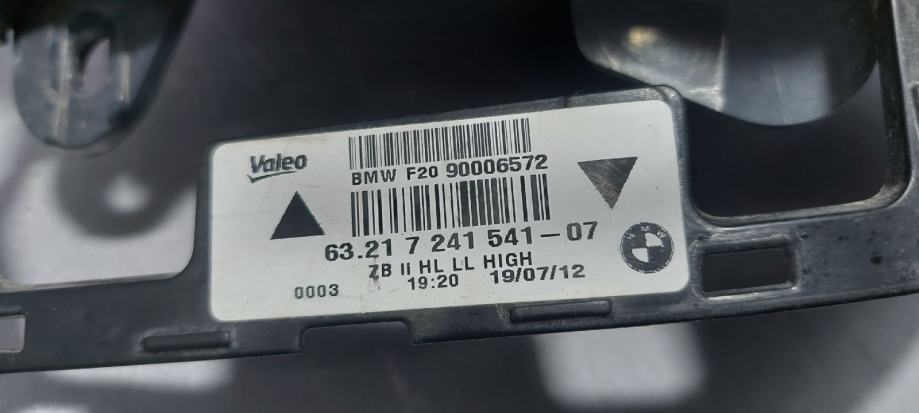 Valeo
BMW F20 90006572
63.21 7 241 541-07
ZB II HL LL HIGH
0003 19:20 19/07/12
BMW